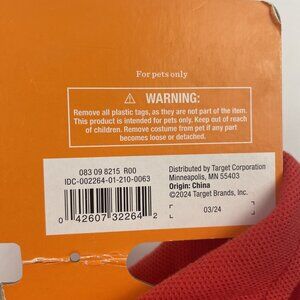 For pets only
⚠ WARNING:
Remove all plastic tags, as they are not part of the item.
This product is intended for pets only. Keep out of reach
of children. Remove costume from pet if any part
becomes loose or detached.
083 09 8215 R00
IDC-002264-01-210-0063
0 42607 32264 2
Distributed by Target Corporation
Minneapolis, MN 55403
Origin: China
©2024 Target Brands, Inc.
03/24